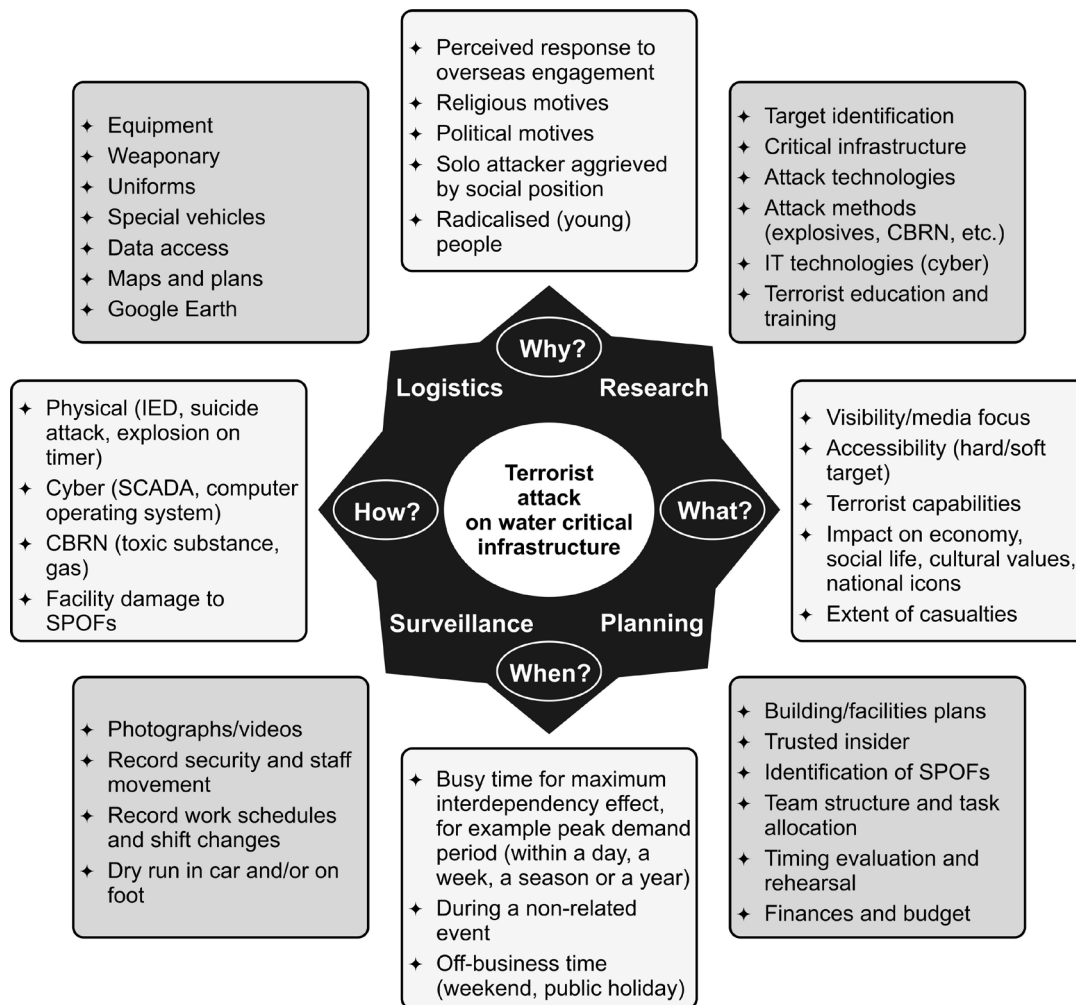 ✦ Perceived response to
overseas engagement
✦ Religious motives
✦ Political motives
✦ Solo attacker aggrieved
by social position
✦ Radicalised (young)
people
✦ Equipment
✦ Weaponary
✦ Uniforms
✦ Special vehicles
✦ Data access
✦ Maps and plans
✦ Google Earth
✦ Target identification
✦ Critical infrastructure
✦ Attack technologies
✦ Attack methods
(explosives, CBRN, etc.)
✦ IT technologies (cyber)
✦ Terrorist education and
training
Why?
Logistics
Research
✦ Physical (IED, suicide
attack, explosion on
timer)
✦ Cyber (SCADA, computer
operating system)
✦ CBRN (toxic substance,
gas)
✦ Facility damage to
SPOFs
How?
Terrorist
attack
on water critical
infrastructure
What?
✦ Visibility/media focus
✦ Accessibility (hard/soft
target)
✦ Terrorist capabilities
✦ Impact on economy,
social life, cultural values,
national icons
✦ Extent of casualties
Surveillance
Planning
When?
✦ Photographs/videos
✦ Record security and staff
movement
✦ Record work schedules
and shift changes
✦ Dry run in car and/or on
foot
✦ Busy time for maximum
interdependency effect,
for example peak demand
period (within a day, a
week, a season or a year)
✦ During a non-related
event
✦ Off-business time
(weekend, public holiday)
✦ Building/facilities plans
✦ Trusted insider
✦ Identification of SPOFs
✦ Team structure and task
allocation
✦ Timing evaluation and
rehearsal
✦ Finances and budget